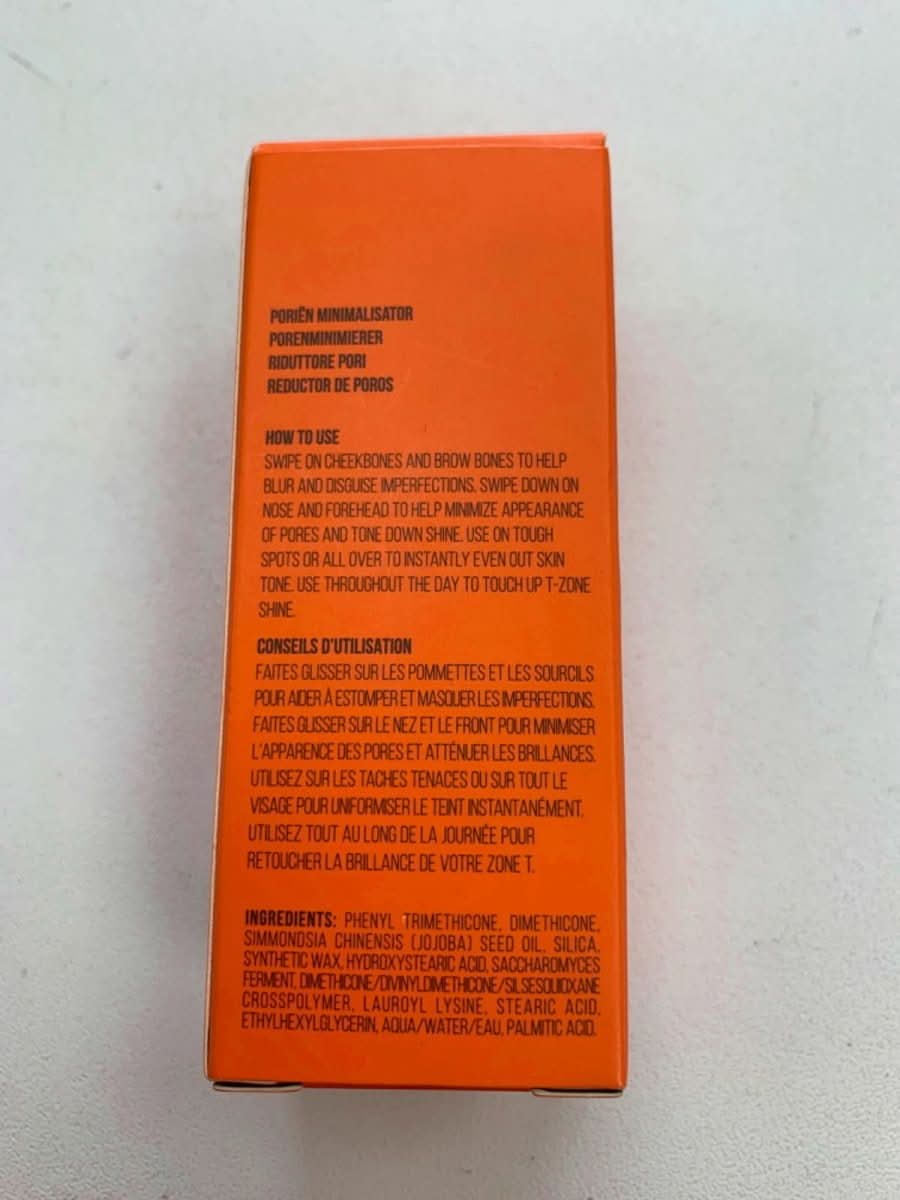 PORIËN MINIMALISATOR
PORENMINIMIERER
RIDUTTORE PORI
REDUCTOR DE POROS
HOW TO USE
SWIPE ON CHEEKBONES AND BROW BONES TO HELP
BLUR AND DISGUISE IMPERFECTIONS. SWIPE DOWN ON
NOSE AND FOREHEAD TO HELP MINIMIZE APPEARANCE
OF PORES AND TONE DOWN SHINE. USE ON TOUGH
SPOTS OR ALL OVER TO INSTANTLY EVEN OUT SKIN
TONE. USE THROUGHOUT THE DAY TO TOUCH UP T-ZONE
SHINE.
CONSEILS D'UTILISATION
FAITES GLISSER SUR LES POMMETTES ET LES SOURCILS
POUR AIDER À ESTOMPER ET MASQUER LES IMPERFECTIONS.
FAITES GLISSER SUR LE NEZ ET LE FRONT POUR MINIMISER
L'APPARENCE DES PORES ET ATTÉNUER LES BRILLANCES.
UTILISEZ SUR LES TACHES TENACES OU SUR TOUT LE
VISAGE POUR UNIFORMISER LE TEINT INSTANTANÉMENT.
UTILISEZ TOUT AU LONG DE LA JOURNÉE POUR
RETOUCHER LA BRILLANCE DE VOTRE ZONE T.
INGREDIENTS: PHENYL TRIMETHICONE, DIMETHICONE,
SIMMONDSIA CHINENSIS (JOJOBA) SEED OIL, SILICA,
SYNTHETIC WAX, HYDROXYSTEARIC ACID, SACCHAROMYCES
FERMENT, DIMETHICONE/DIVINYLDIMETHICONE/SILSESQUIOXANE
CROSSPOLYMER, LAUROYL LYSINE, STEARIC ACID,
ETHYLHEXYLGLYCERIN, AQUA/WATER/EAU, PALMITIC ACID.